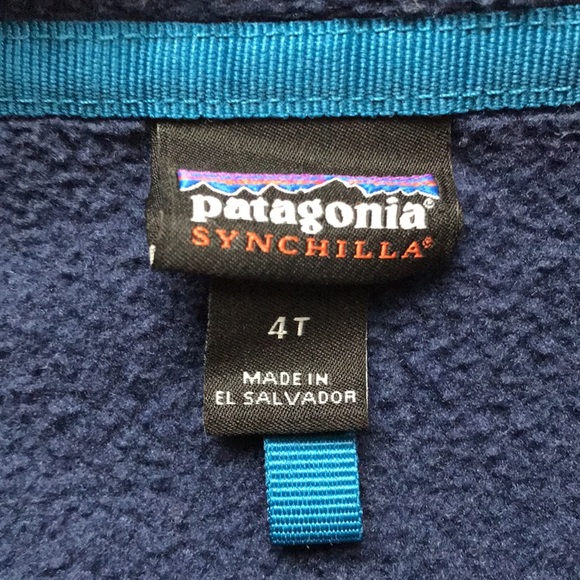 patagonia®
SYNCHILLA®
4T
MADE IN
EL SALVADOR